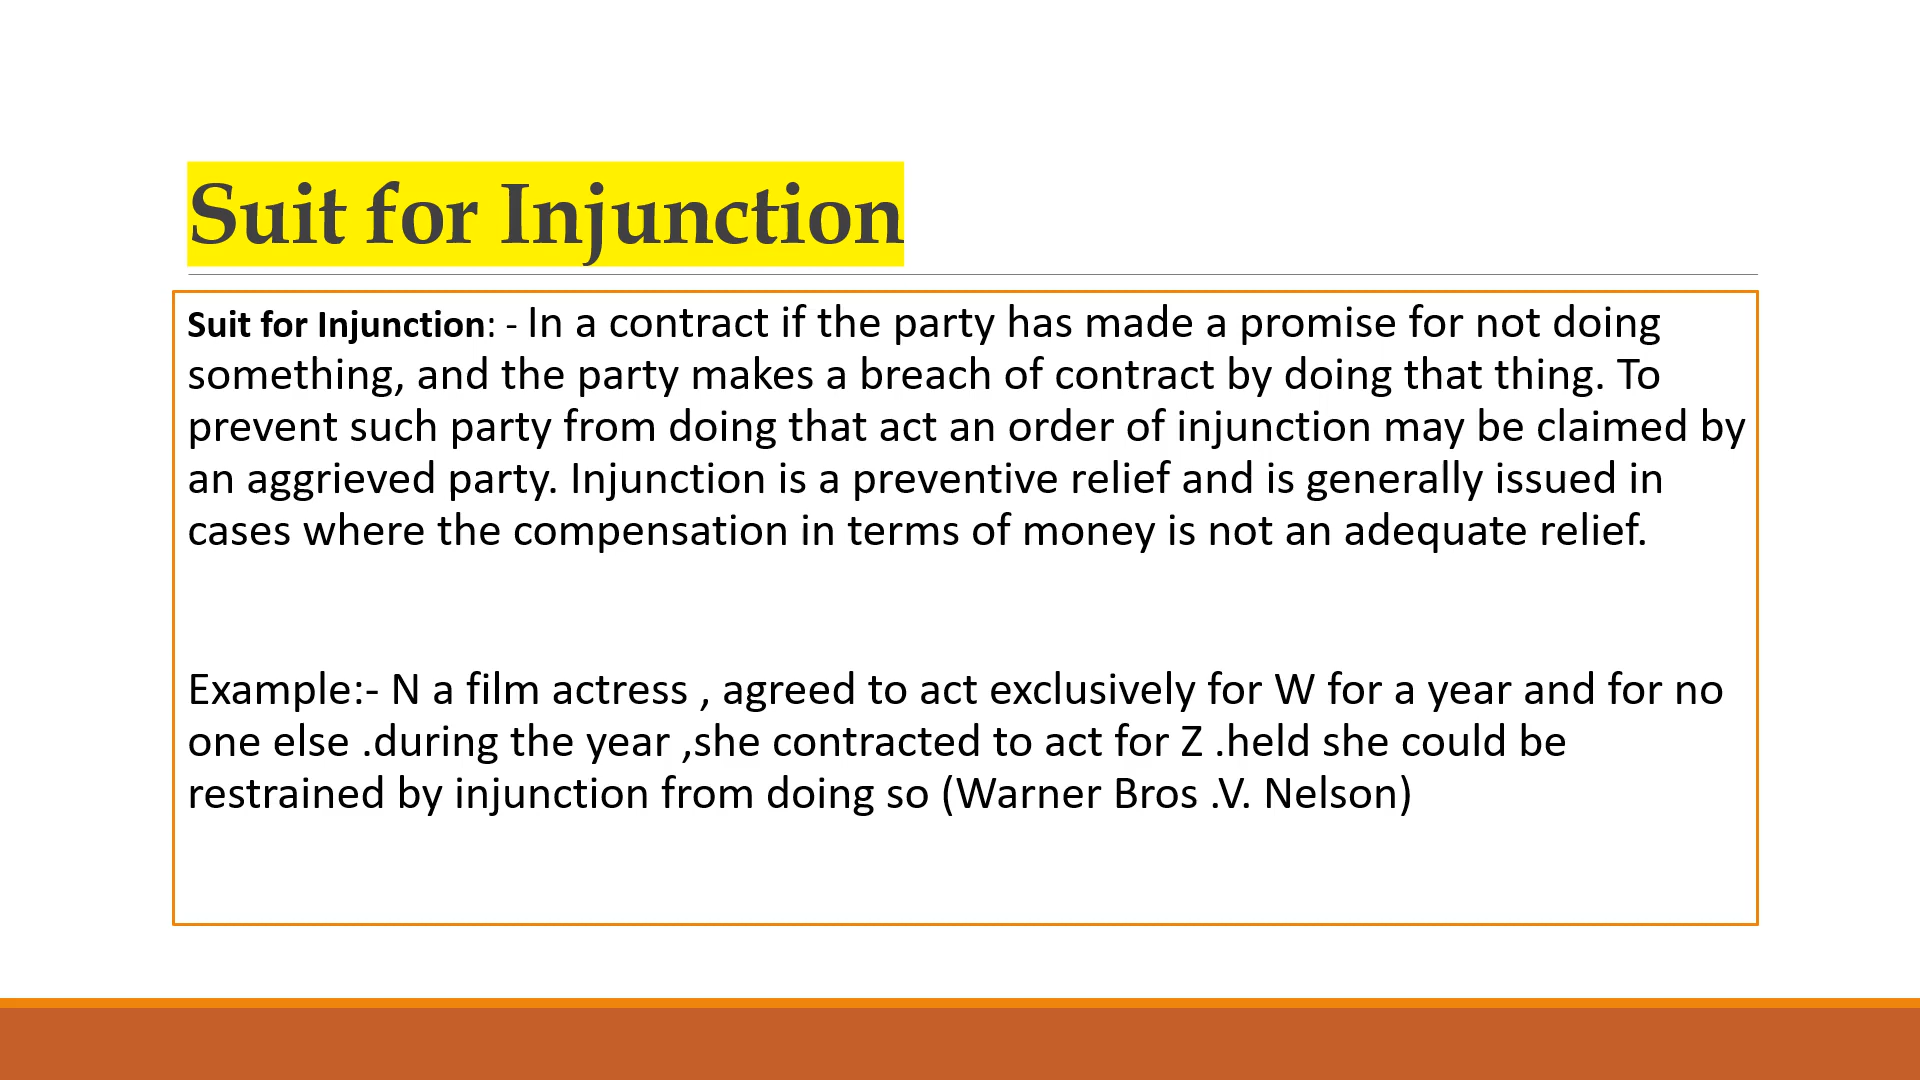 Suit for Injunction
Suit for Injunction: - In a contract if the party has made a promise for not doing
something, and the party makes a breach of contract by doing that thing. To
prevent such party from doing that act an order of injunction may be claimed by
an aggrieved party. Injunction is a preventive relief and is generally issued in
cases where the compensation in terms of money is not an adequate relief.
Example:- N a film actress , agreed to act exclusively for W for a year and for no
one else .during the year ,she contracted to act for Z .held she could be
restrained by injunction from doing so (Warner Bros .V. Nelson)